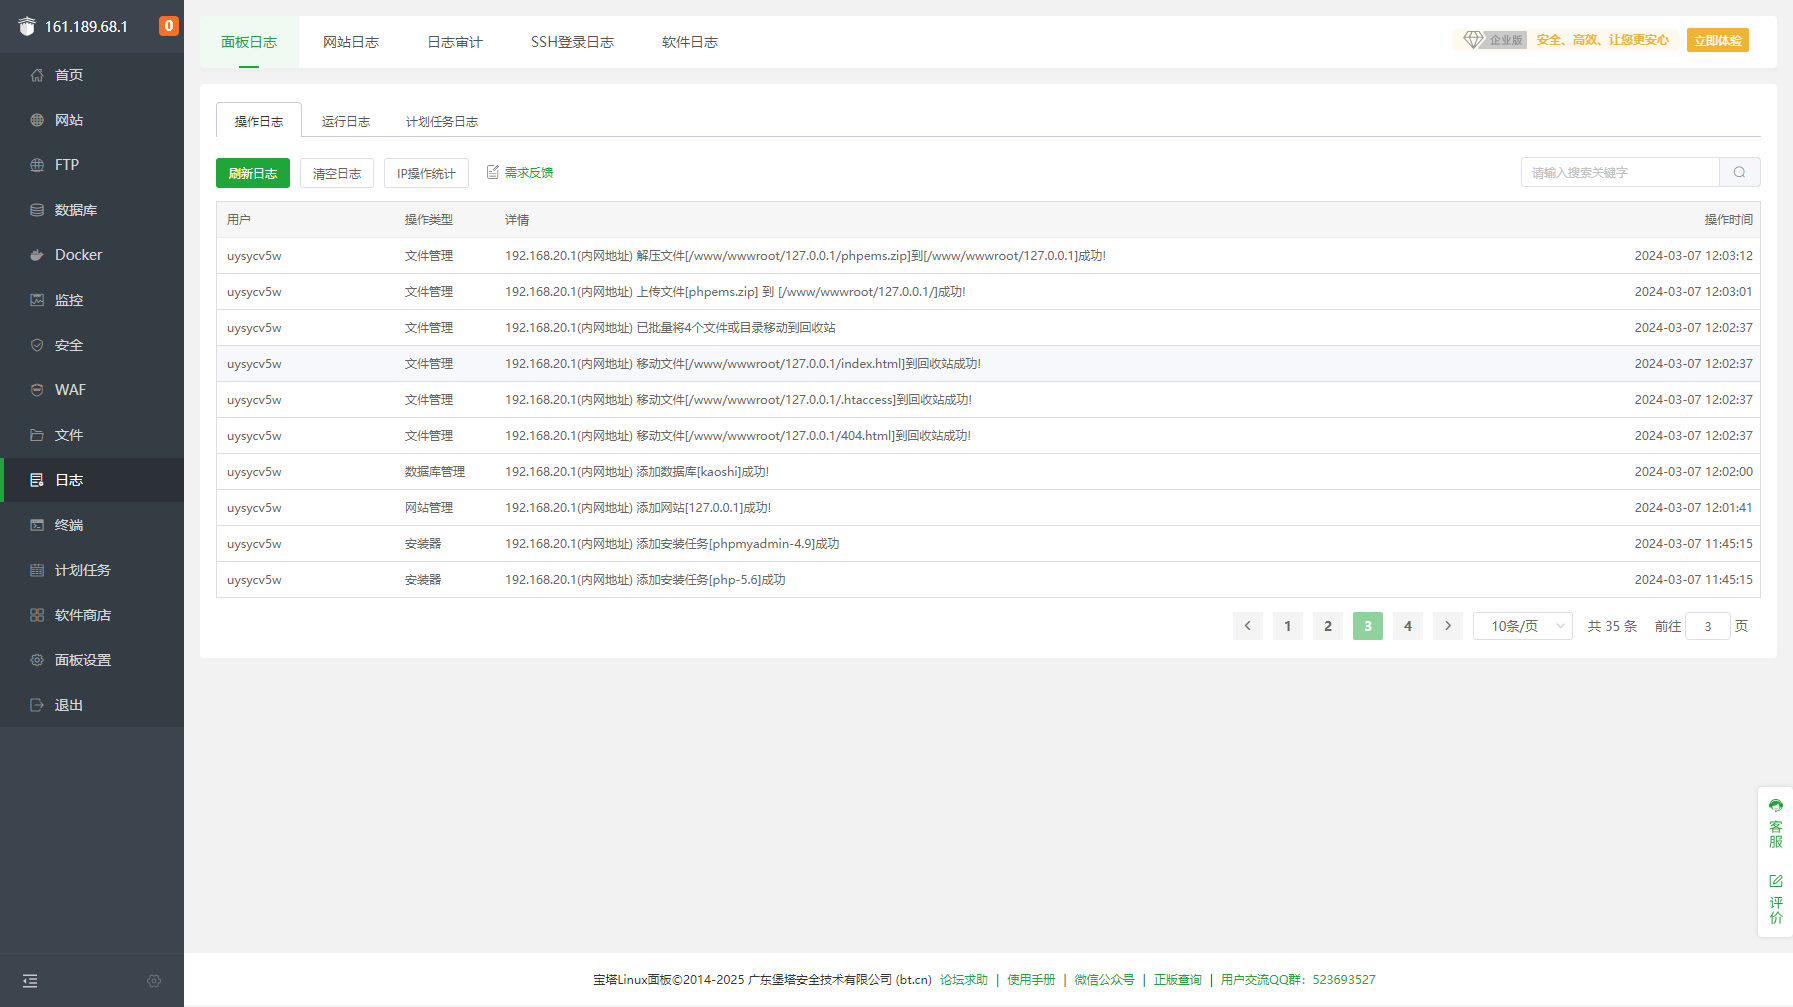 161.189.68.1
0
首页
网站
FTP
数据库
Docker
监控
安全
WAF
文件
日志
终端
计划任务
软件商店
面板设置
退出
面板日志 网站日志 日志审计 SSH登录日志 软件日志
企业版 安全、高效、让您更安心 立即体验
操作日志 运行日志 计划任务日志
刷新日志 清空日志 IP操作统计 需求反馈 请输入搜索关键字
用户 操作类型 详情 操作时间
uysycv5w 文件管理 192.168.20.1(内网地址) 解压文件[/www/wwwroot/127.0.0.1/phpems.zip]到[/www/wwwroot/127.0.0.1]成功! 2024-03-07 12:03:12
uysycv5w 文件管理 192.168.20.1(内网地址) 上传文件[phpems.zip] 到 [/www/wwwroot/127.0.0.1/]成功! 2024-03-07 12:03:01
uysycv5w 文件管理 192.168.20.1(内网地址) 已批量将4个文件或目录移动到回收站 2024-03-07 12:02:37
uysycv5w 文件管理 192.168.20.1(内网地址) 移动文件[/www/wwwroot/127.0.0.1/index.html]到回收站成功! 2024-03-07 12:02:37
uysycv5w 文件管理 192.168.20.1(内网地址) 移动文件[/www/wwwroot/127.0.0.1/.htaccess]到回收站成功! 2024-03-07 12:02:37
uysycv5w 文件管理 192.168.20.1(内网地址) 移动文件[/www/wwwroot/127.0.0.1/404.html]到回收站成功! 2024-03-07 12:02:37
uysycv5w 数据库管理 192.168.20.1(内网地址) 添加数据库[kaoshi]成功! 2024-03-07 12:02:00
uysycv5w 网站管理 192.168.20.1(内网地址) 添加网站[127.0.0.1]成功! 2024-03-07 12:01:41
uysycv5w 安装器 192.168.20.1(内网地址) 添加安装任务[phpmyadmin-4.9]成功 2024-03-07 11:45:15
uysycv5w 安装器 192.168.20.1(内网地址) 添加安装任务[php-5.6]成功 2024-03-07 11:45:15
1 2 3 4 10条/页 共 35 条 前往 3 页
客服
评价
宝塔Linux面板©2014-2025 广东堡塔安全技术有限公司 (bt.cn) 论坛求助 | 使用手册 | 微信公众号 | 正版查询 | 用户交流QQ群：523693527